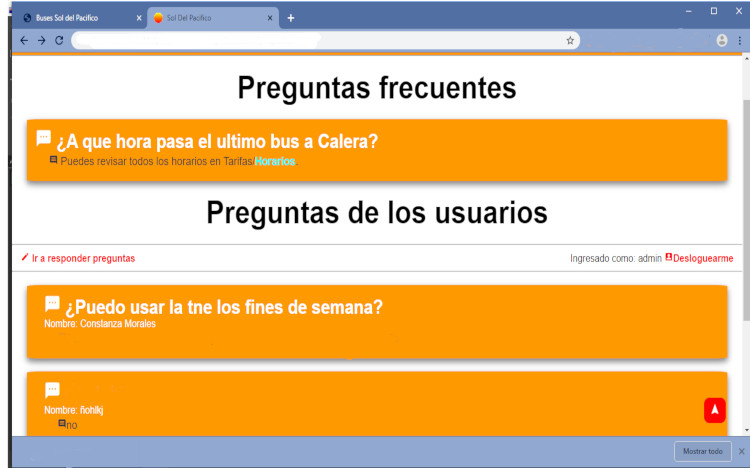 Buses Sol del Pacifico
Sol Del Pacifico
Preguntas frecuentes
¿A que hora pasa el ultimo bus a Calera?
Puedes revisar todos los horarios en Tarifas/Horarios.
Preguntas de los usuarios
Ir a responder preguntas
Ingresado como: admin Desloguearme
¿Puedo usar la tne los fines de semana?
Nombre: Constanza Morales
Nombre: ñohlkj
no
Mostrar todo